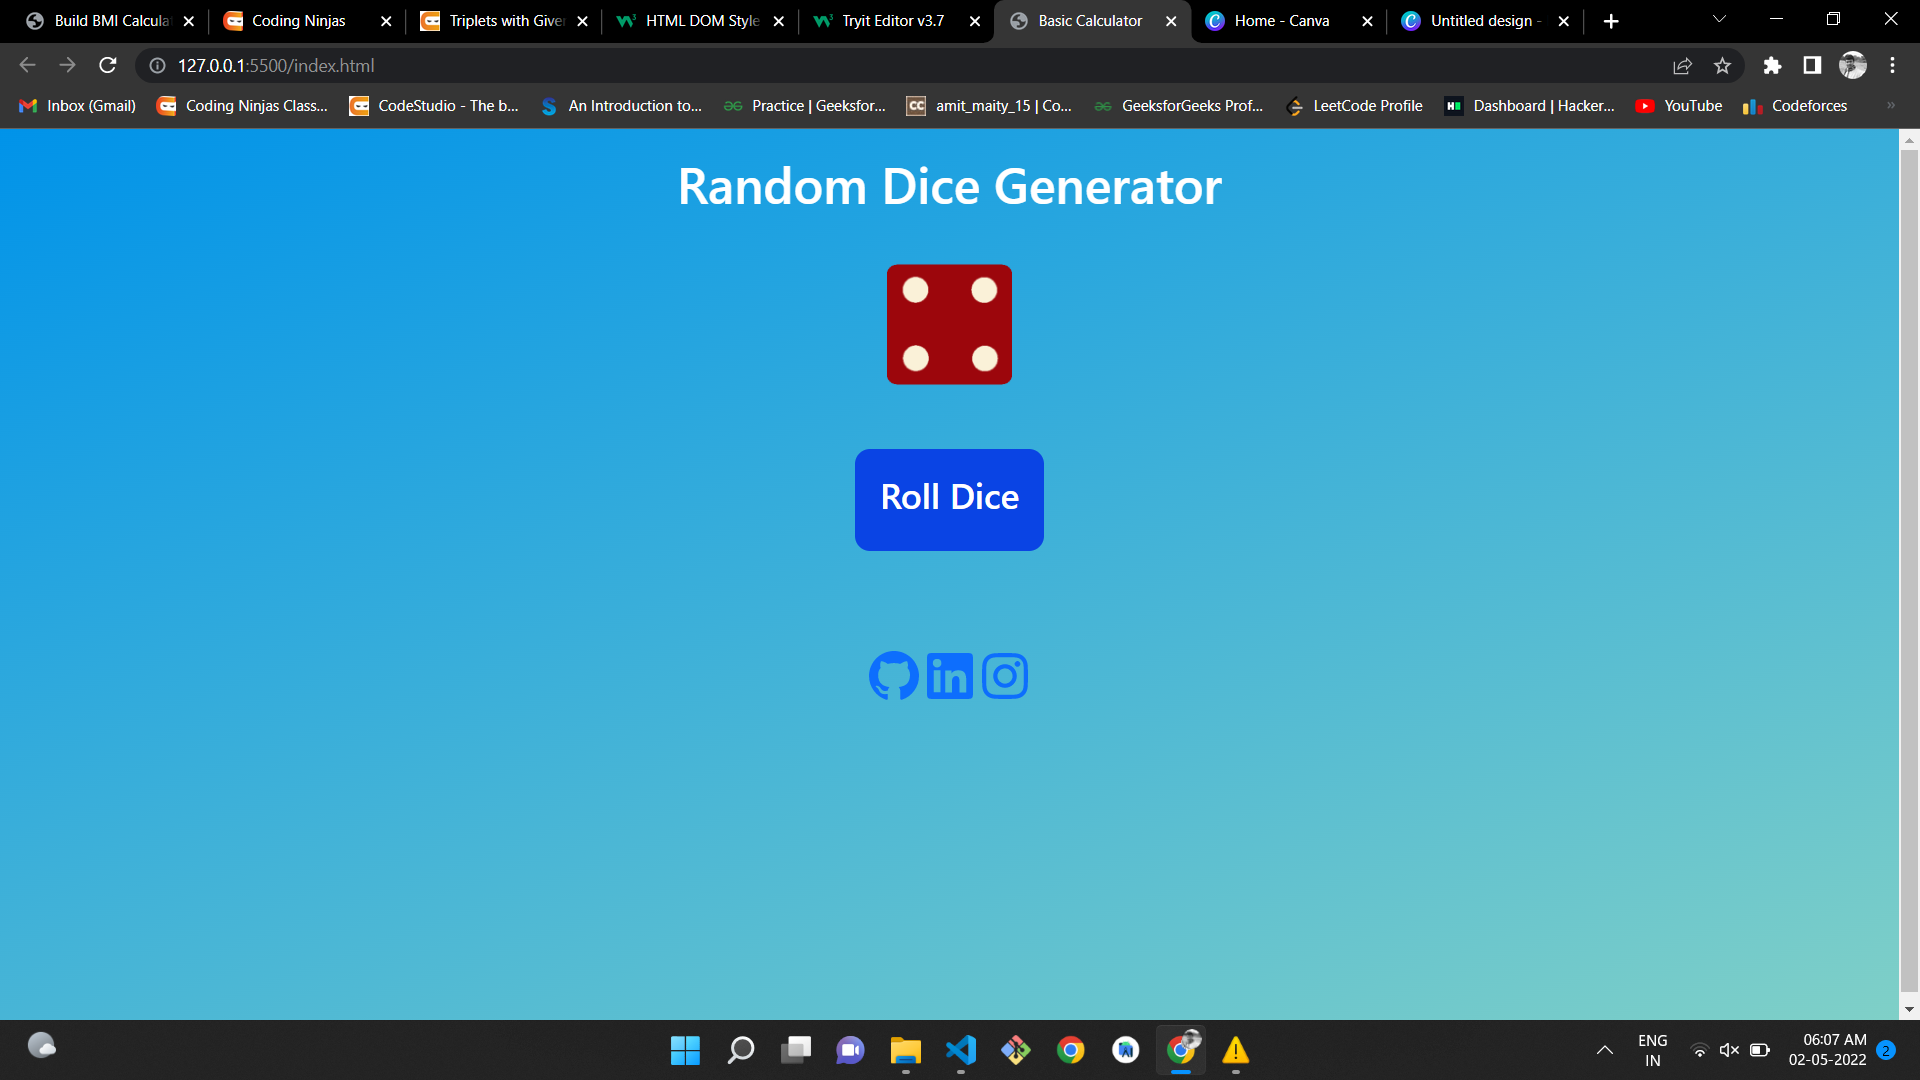 Build BMI Calcula
Coding Ninjas
Triplets with Give
HTML DOM Style
Tryit Editor v3.7
Basic Calculator
Home - Canva
Untitled design -
127.0.0.1:5500/index.html
Inbox (Gmail)
Coding Ninjas Class...
CodeStudio - The b...
An Introduction to...
Practice | Geeksfor...
CC
amit_maity_15 | Co...
GeeksforGeeks Prof...
LeetCode Profile
Dashboard | Hacker...
YouTube
Codeforces
Random Dice Generator
Roll Dice
ENG
IN
06:07 AM
02-05-2022
2